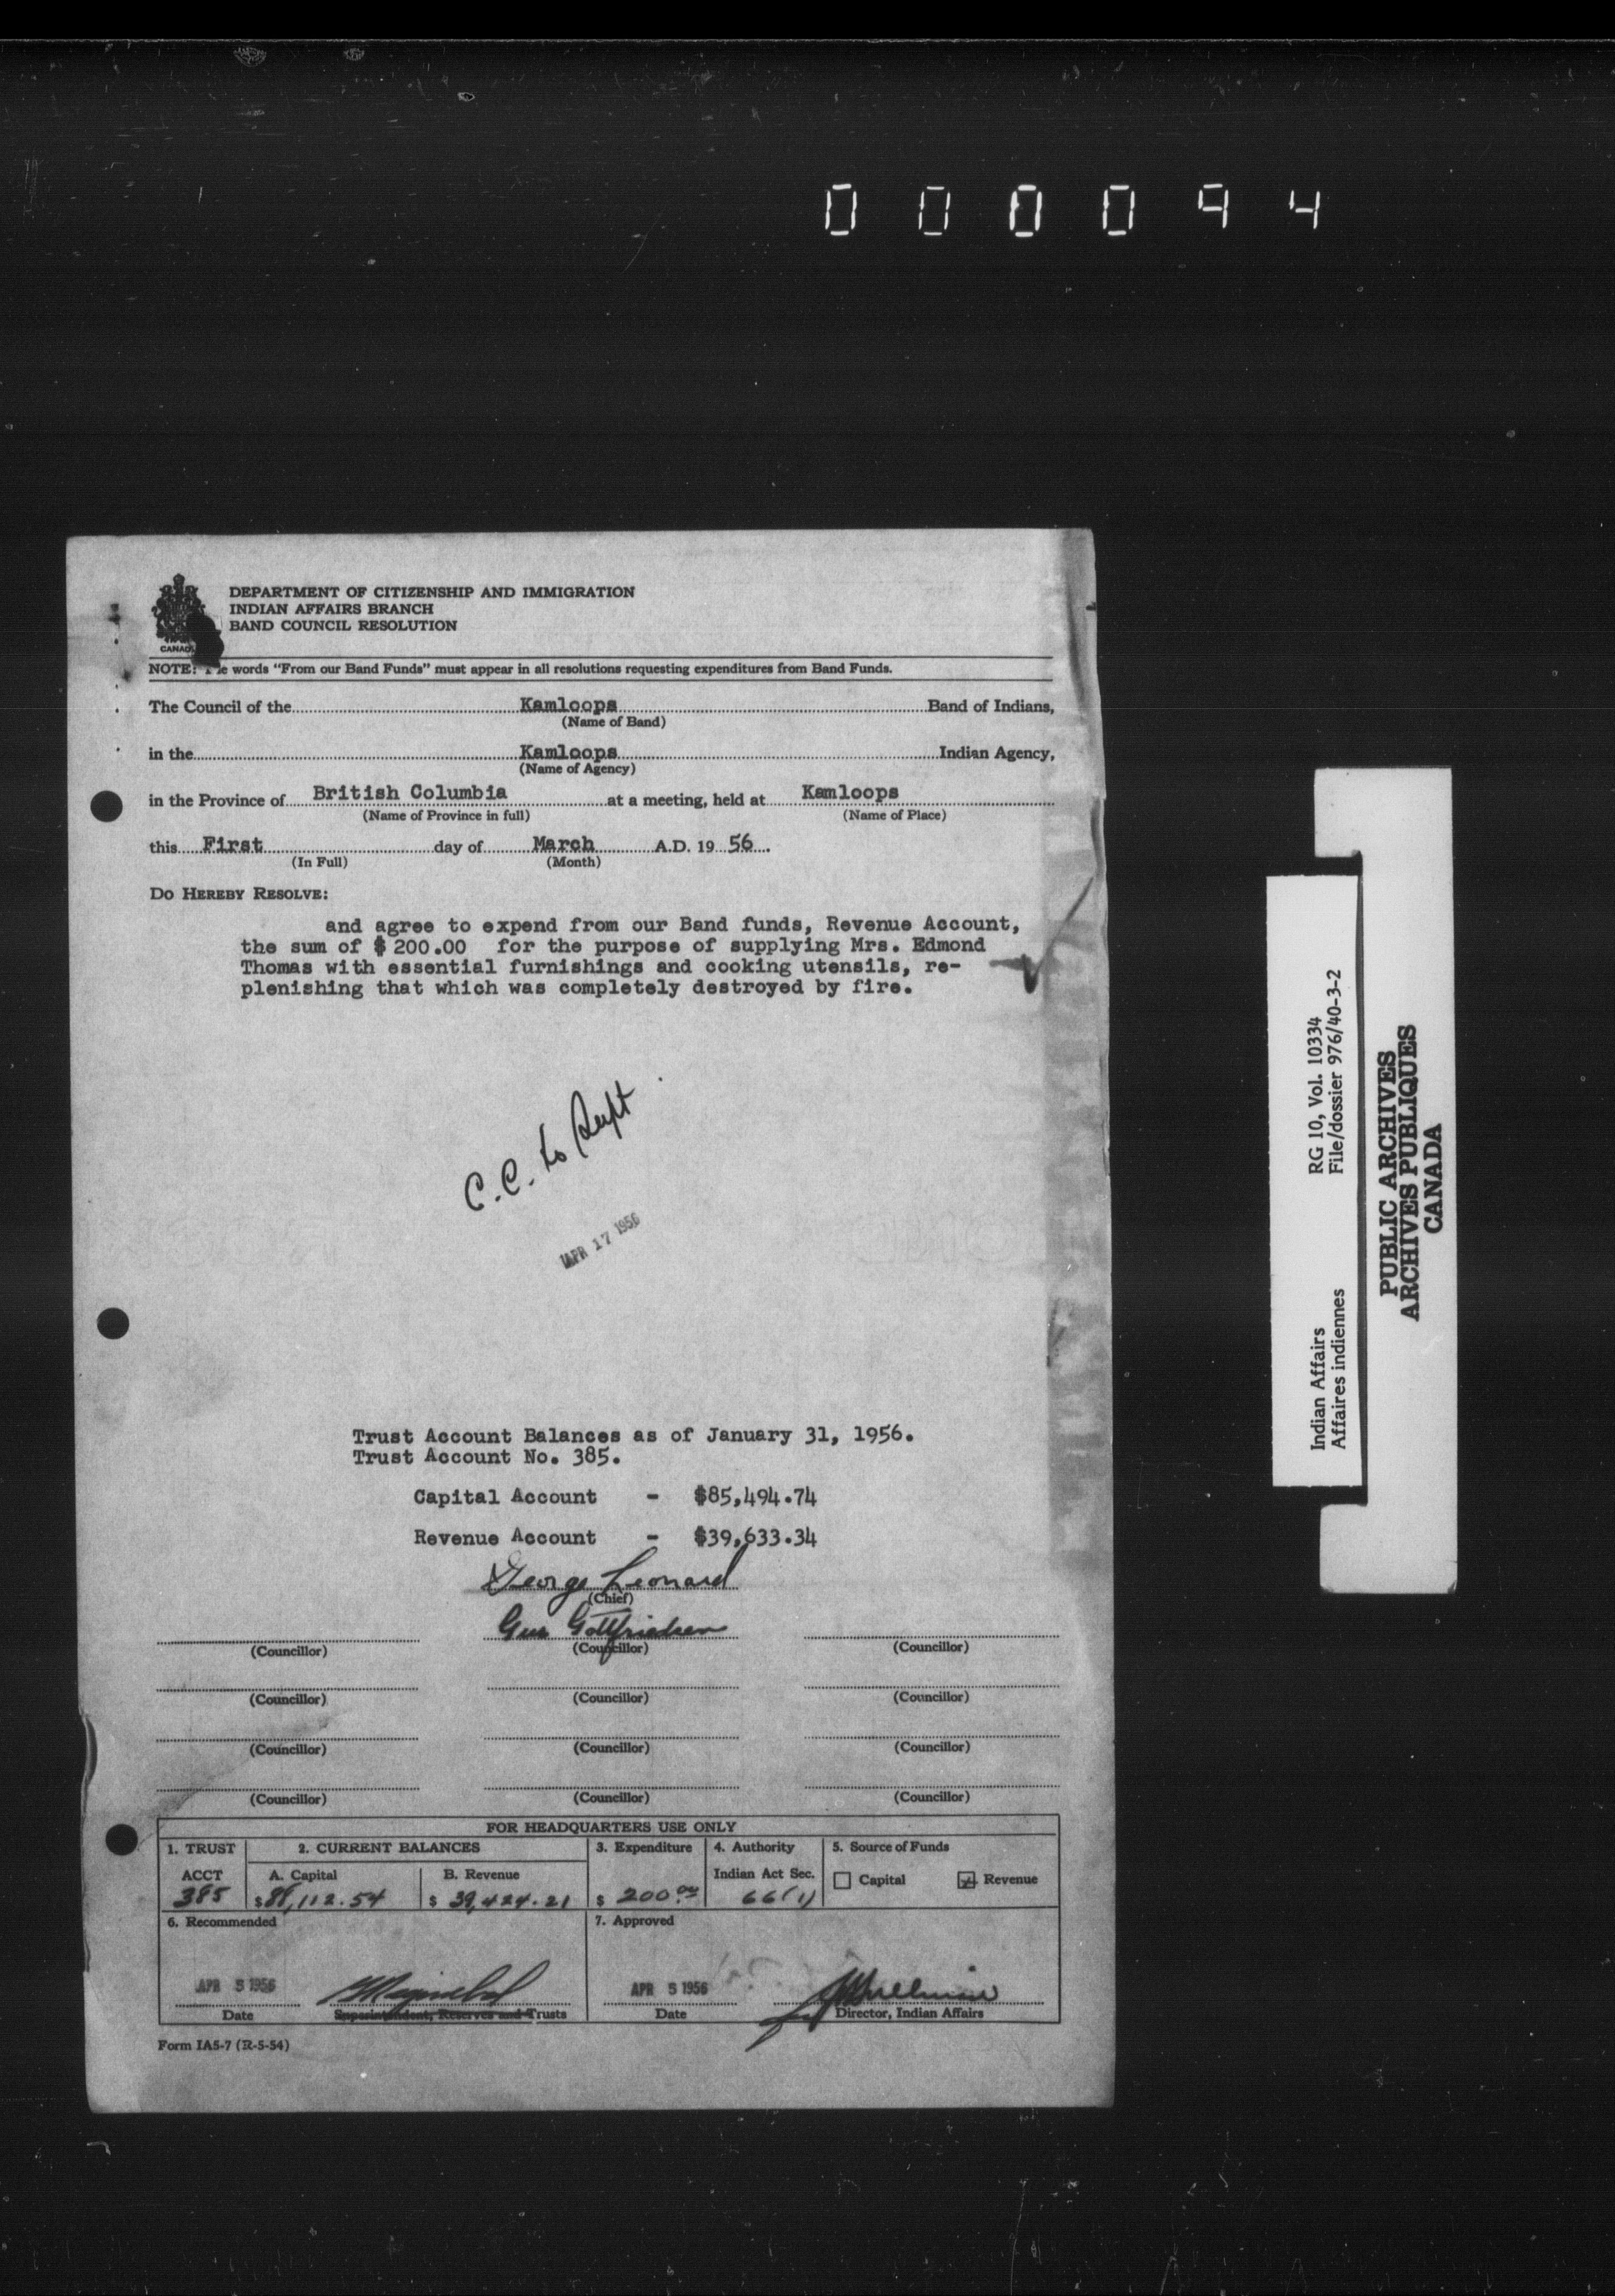 000094
DEPARTMENT OF CITIZENSHIP AND IMMIGRATION
INDIAN AFFAIRS BRANCH
BAND COUNCIL RESOLUTION
CANADA
NOTE: The words "From our Band Funds" must appear in all resolutions requesting expenditures from Band Funds.
The Council of the Kamloops Band of Indians,
(Name of Band)
in the Kamloops Indian Agency,
(Name of Agency)
in the Province of British Columbia at a meeting, held at Kamloops
(Name of Province in full) (Name of Place)
this First day of March A.D. 19 56.
(In Full) (Month)
DO HEREBY RESOLVE:
and agree to expend from our Band funds, Revenue Account,
the sum of $ 200.00 for the purpose of supplying Mrs. Edmond
Thomas with essential furnishings and cooking utensils, re-
plenishing that which was completely destroyed by fire.
C.C. to Supt
APR 17 1956
Trust Account Balances as of January 31, 1956.
Trust Account No. 385.
Capital Account - $85,494.74
Revenue Account - $39,633.34
George Leonard
(Chief)
Gus Gottfriedsen
(Councillor) (Councillor) (Councillor)
(Councillor) (Councillor) (Councillor)
(Councillor) (Councillor) (Councillor)
(Councillor) (Councillor) (Councillor)
FOR HEADQUARTERS USE ONLY
1. TRUST 2. CURRENT BALANCES 3. Expenditure 4. Authority 5. Source of Funds
ACCT A. Capital B. Revenue Indian Act Sec. Capital Revenue
385 $ ,112.54 $ 39,424.21 $ 200.00 66(1)
6. Recommended 7. Approved
APR 5 1956 APR 5 1956
Date Superintendent, Reserves and Trusts Date for Director, Indian Affairs
Form IA5-7 (R-5-54)
Indian Affairs RG 10, Vol. 10334
Affaires indiennes File/dossier 976/40-3-2
PUBLIC ARCHIVES
ARCHIVES PUBLIQUES
CANADA